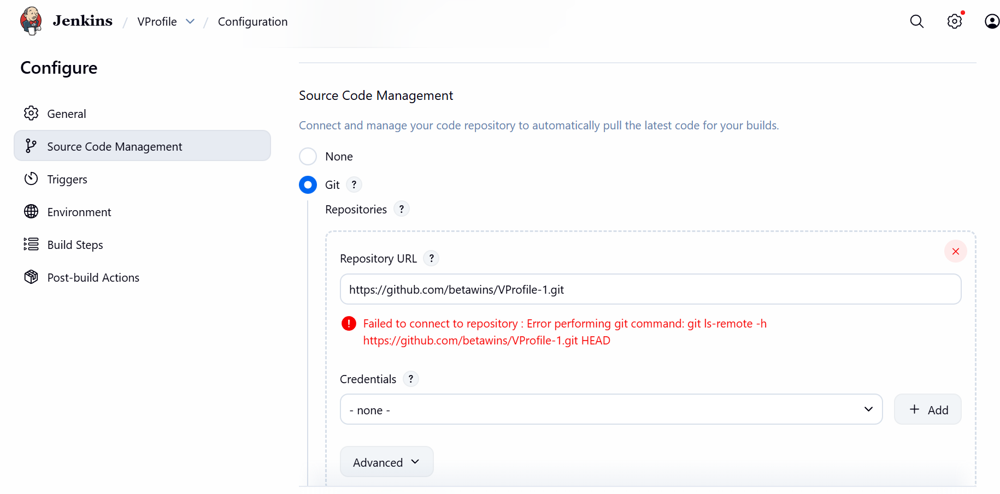 Jenkins / VProfile / Configuration
Configure
General
Source Code Management
Triggers
Environment
Build Steps
Post-build Actions
Source Code Management
Connect and manage your code repository to automatically pull the latest code for your builds.
None
Git ?
Repositories ?
Repository URL ?
https://github.com/betawins/VProfile-1.git
Failed to connect to repository : Error performing git command: git ls-remote -h
https://github.com/betawins/VProfile-1.git HEAD
Credentials ?
- none -
+ Add
Advanced